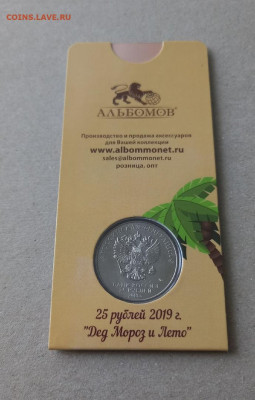 COINS.LAVE.RU
АЛЬБОМОВ®
Производство и продажа аксессуаров
для Вашей коллекции
www.albommonet.ru
sales@albommonet.ru
розница, опт
25 рублей 2019 г.
"Дед Мороз и Лето"